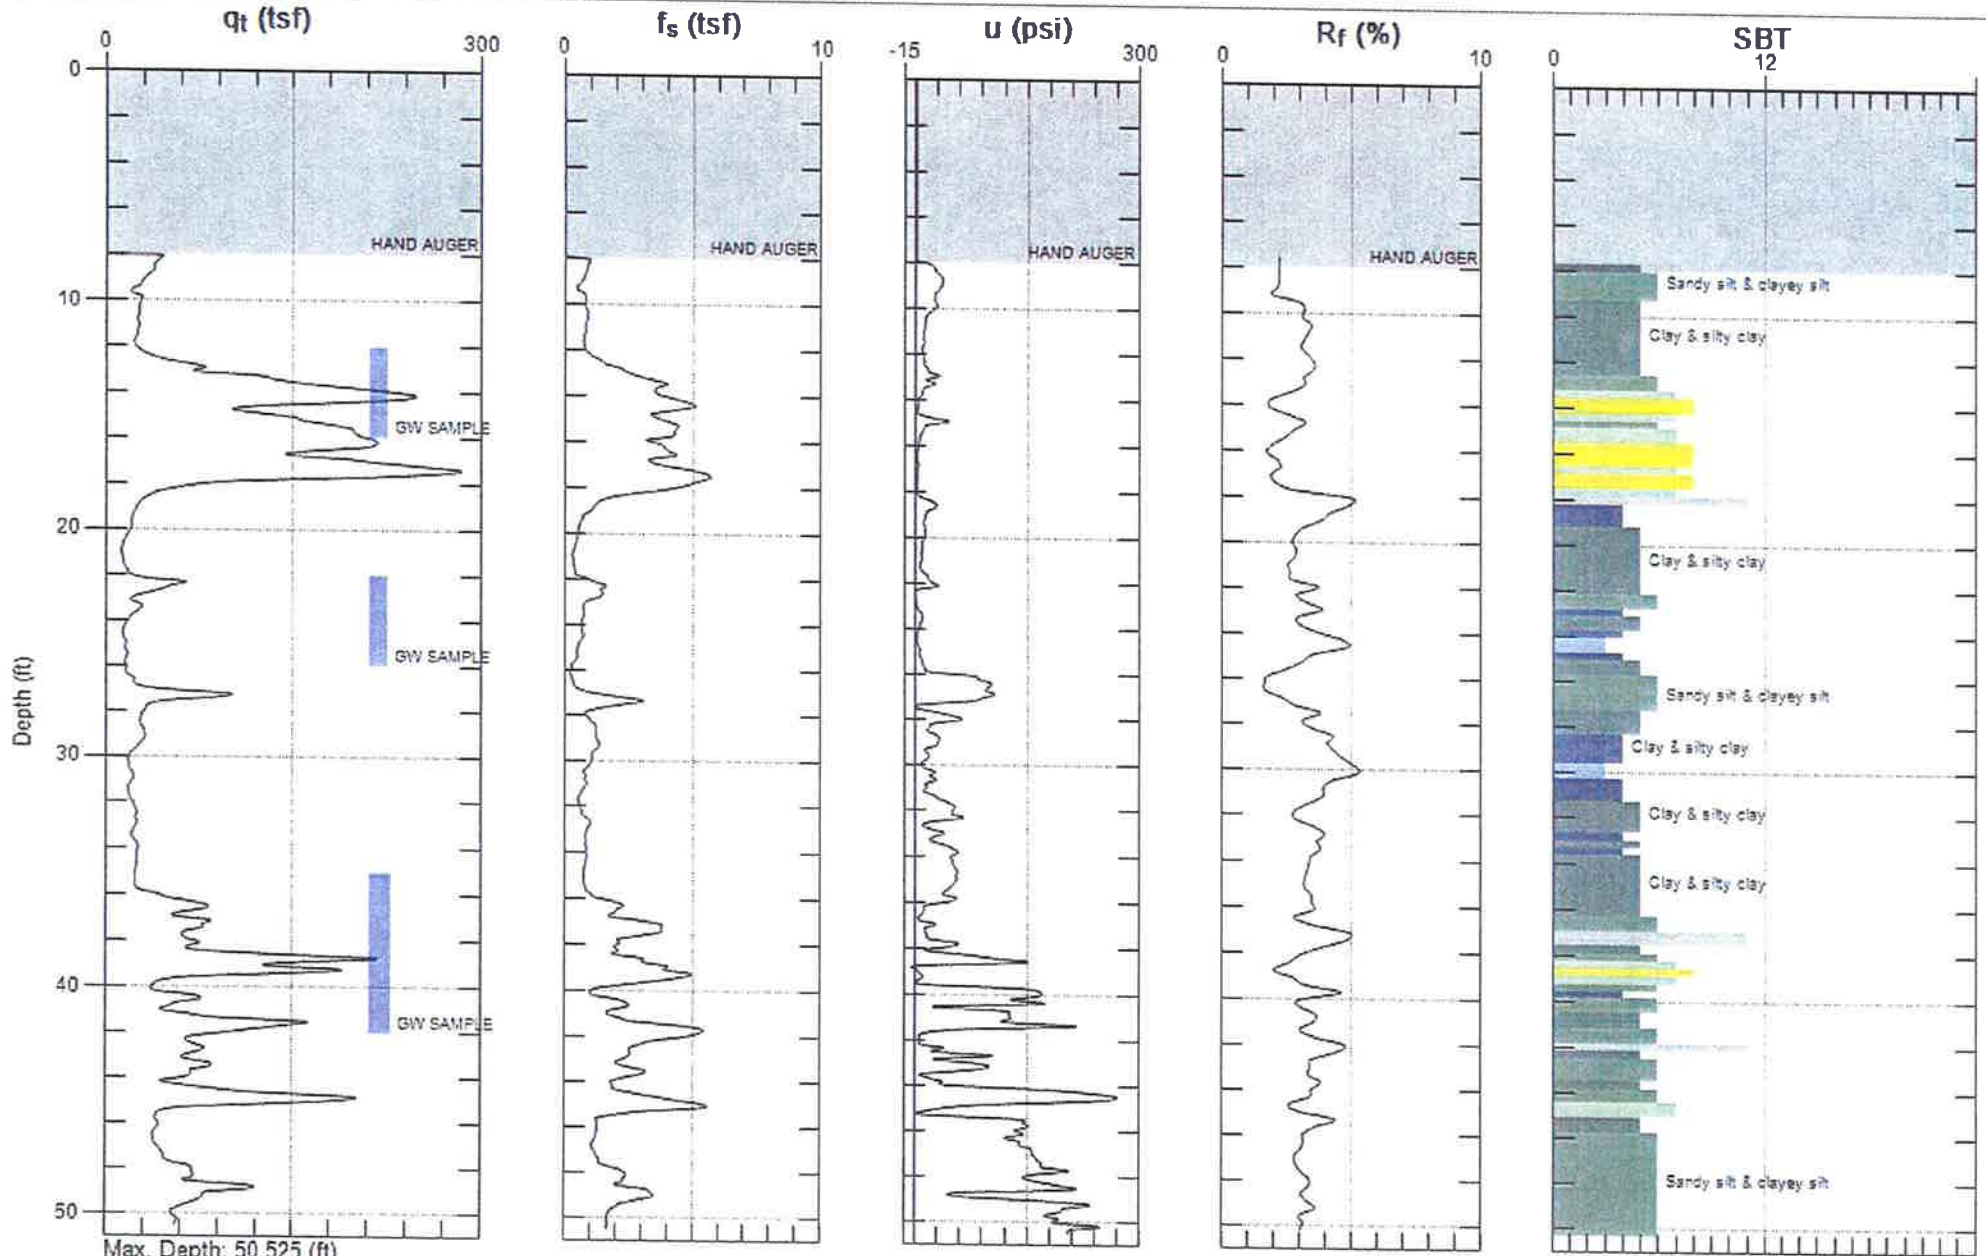 qt (tsf)
0 300
fs (tsf)
0 10
u (psi)
-15 300
Rf (%)
0 10
SBT
0 12
Depth (ft)
0
10
20
30
40
50
HAND AUGER
GW SAMPLE
GW SAMPLE
GW SAMPLE
HAND AUGER
HAND AUGER
HAND AUGER
Sandy silt & clayey silt
Clay & silty clay
Clay & silty clay
Sandy silt & clayey silt
Clay & silty clay
Clay & silty clay
Clay & silty clay
Sandy silt & clayey silt
Max. Depth: 50.525 (ft)